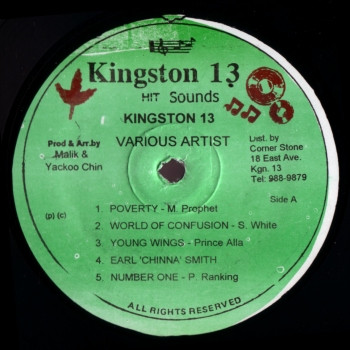 Kingston 13
HIT Sounds
KINGSTON 13
VARIOUS ARTIST
Prod & Arr.by
Malik &
Yackoo Chin
Dist. by
Corner Stone
18 East Ave.
Kgn. 13
Tel: 988-9879
Side A
(p) (c)
1 POVERTY - M. Prophet
2 WORLD OF CONFUSION - S. White
3 YOUNG WINGS - Prince Alla
4 EARL 'CHINNA' SMITH
5 NUMBER ONE - P. Ranking
ALL RIGHTS RESERVED